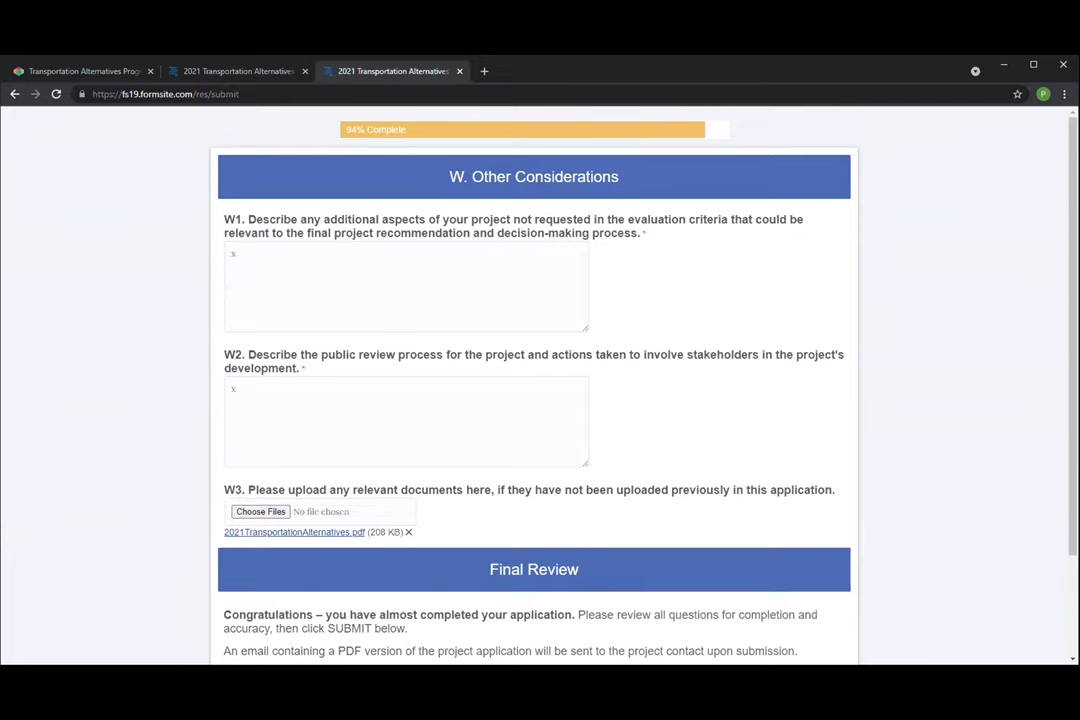 Transportation Alternatives Prog
2021 Transportation Alternatives
2021 Transportation Alternatives
https://fs19.formsite.com/res/submit
P
94% Complete
W. Other Considerations
W1. Describe any additional aspects of your project not requested in the evaluation criteria that could be
relevant to the final project recommendation and decision-making process. *
x
W2. Describe the public review process for the project and actions taken to involve stakeholders in the project's
development. *
x
W3. Please upload any relevant documents here, if they have not been uploaded previously in this application.
Choose Files No file chosen
2021TransportationAlternatives.pdf (208 KB)
Final Review
Congratulations – you have almost completed your application. Please review all questions for completion and
accuracy, then click SUBMIT below.
An email containing a PDF version of the project application will be sent to the project contact upon submission.